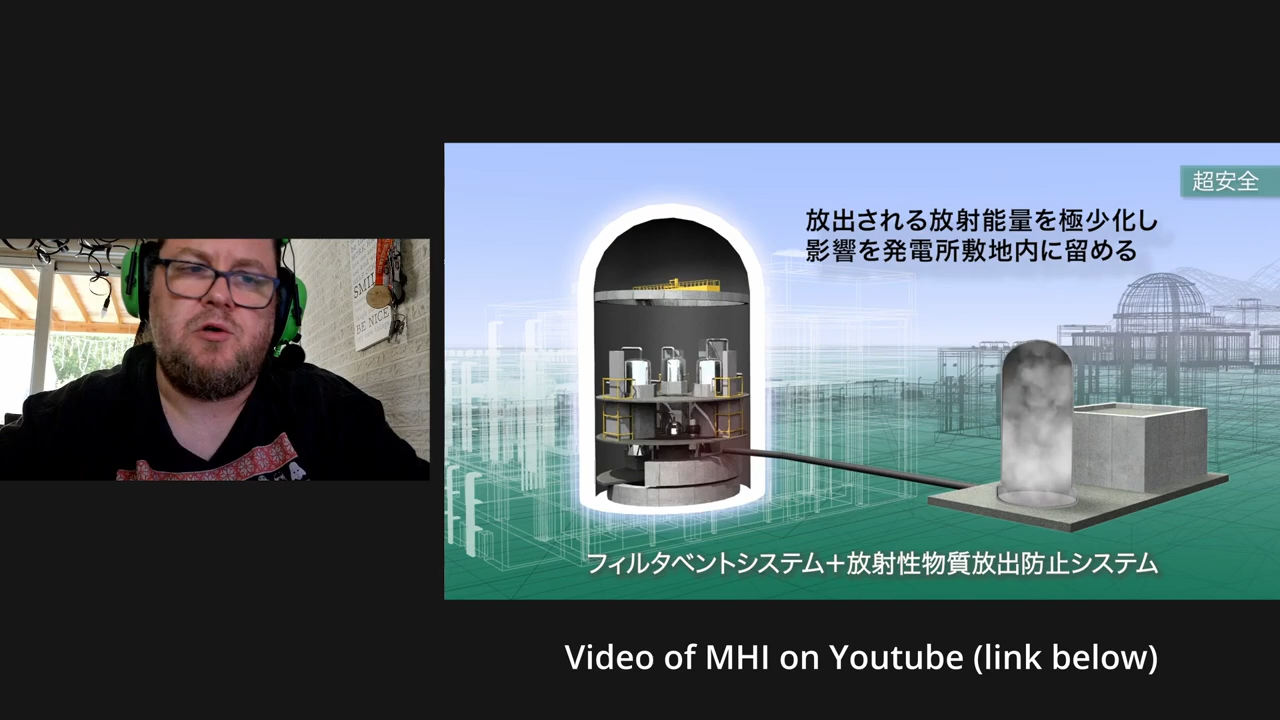 超安全
放出される放射能量を極少化し
影響を発電所敷地内に留める
SMIL
BE NICE
フィルタベントシステム+放射性物質放出防止システム
Video of MHI on Youtube (link below)